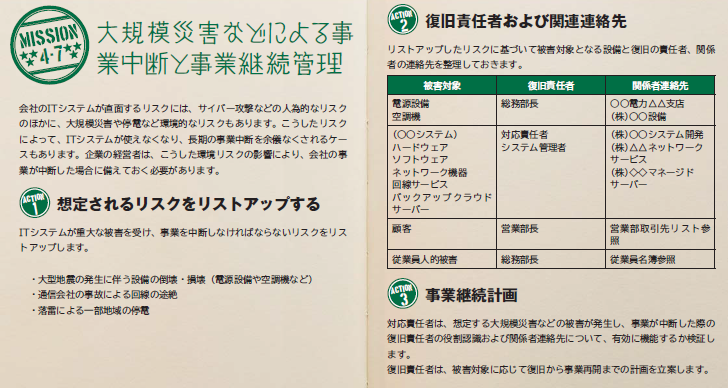 MISSION
4-7
大規模災害などによる事
業中断と事業継続管理
会社のITシステムが直面するリスクには、サイバー攻撃などの人為的なリスク
のほかに、大規模災害や停電など環境的なリスクもあります。こうしたリスク
によって、ITシステムが使えなくなり、長期の事業中断を余儀なくされるケー
スもあります。企業の経営者は、こうした環境リスクの影響により、会社の事
業が中断した場合に備えておく必要があります。
ACTION
1
想定されるリスクをリストアップする
ITシステムが重大な被害を受け、事業を中断しなければならないリスクをリス
トアップします。
・大型地震の発生に伴う設備の倒壊・損壊（電源設備や空調機など）
・通信会社の事故による回線の途絶
・落雷による一部地域の停電
ACTION
2
復旧責任者および関連連絡先
リストアップしたリスクに基づいて被害対象となる設備と復旧の責任者、関係
者の連絡先を整理しておきます。
被害対象 復旧責任者 関係者連絡先
電源設備 総務部長 〇〇電力△△支店
空調機 (株)〇〇設備
(〇〇システム) 対応責任者 (株)〇〇システム開発
ハードウェア システム管理者 (株)△△ネットワーク
ソフトウェア サービス
ネットワーク機器 (株)◇◇マネージド
回線サービス サーバー
バックアップクラウド
サーバー
顧客 営業部長 営業部取引先リスト参
照
従業員人的被害 総務部長 従業員名簿参照
ACTION
3
事業継続計画
対応責任者は、想定する大規模災害などの被害が発生し、事業が中断した際の
復旧責任者の役割認識および関係者連絡先について、有効に機能するか検証し
ます。
復旧責任者は、被害対象に応じて復旧から事業再開までの計画を立案します。